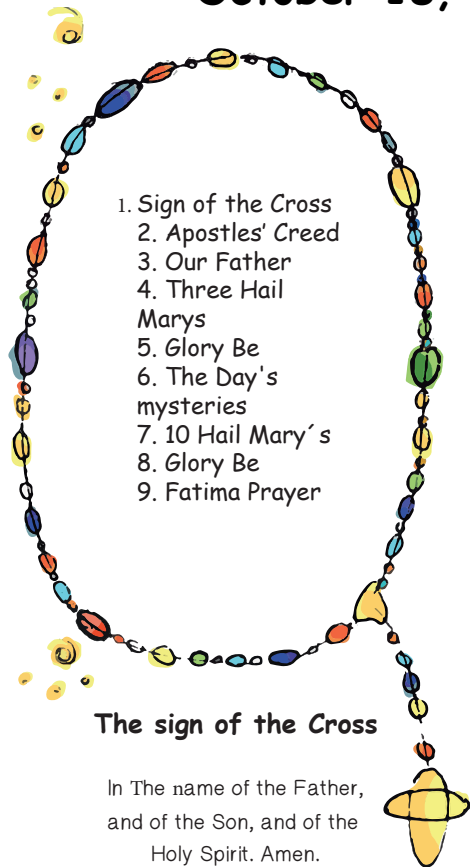 1. Sign of the Cross
2. Apostles’ Creed
3. Our Father
4. Three Hail
Marys
5. Glory Be
6. The Day's
mysteries
7. 10 Hail Mary´s
8. Glory Be
9. Fatima Prayer
The sign of the Cross
In The name of the Father,
and of the Son, and of the
Holy Spirit. Amen.